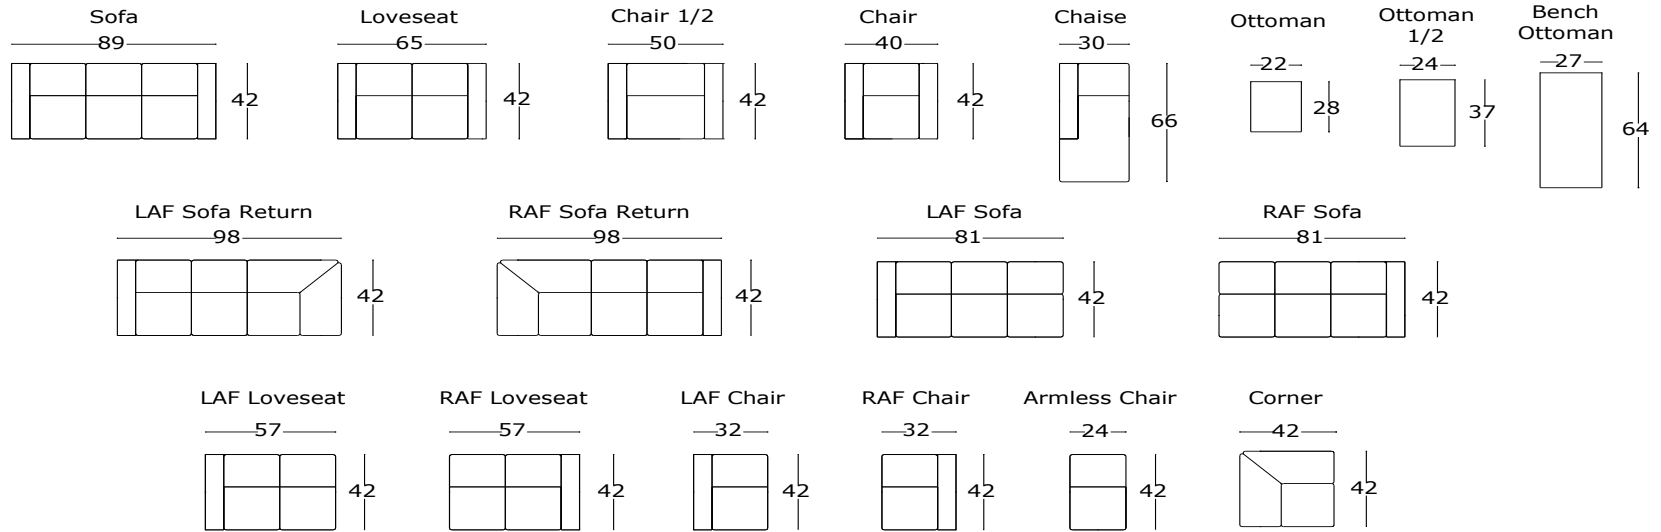 Sofa
89
42
Loveseat
65
42
Chair 1/2
50
42
Chair
40
42
Chaise
30
66
Ottoman
22
28
Ottoman
1/2
24
37
Bench
Ottoman
27
64
LAF Sofa Return
98
42
RAF Sofa Return
98
42
LAF Sofa
81
42
RAF Sofa
81
42
LAF Loveseat
57
42
RAF Loveseat
57
42
LAF Chair
32
42
RAF Chair
32
42
Armless Chair
24
42
Corner
42
42